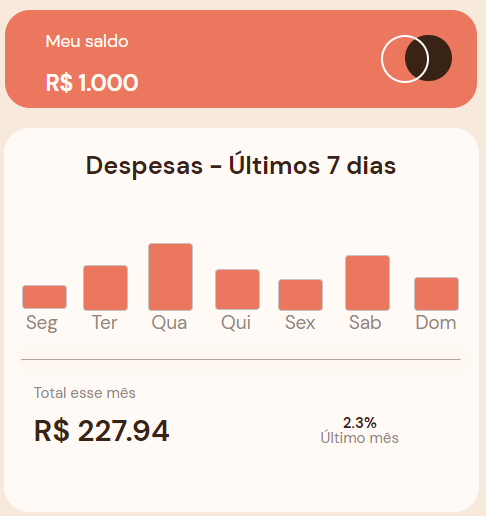 Meu saldo
R$ 1.000
Despesas - Últimos 7 dias
Seg Ter Qua Qui Sex Sab Dom
Total esse mês
R$ 227.94
2.3%
Último mês